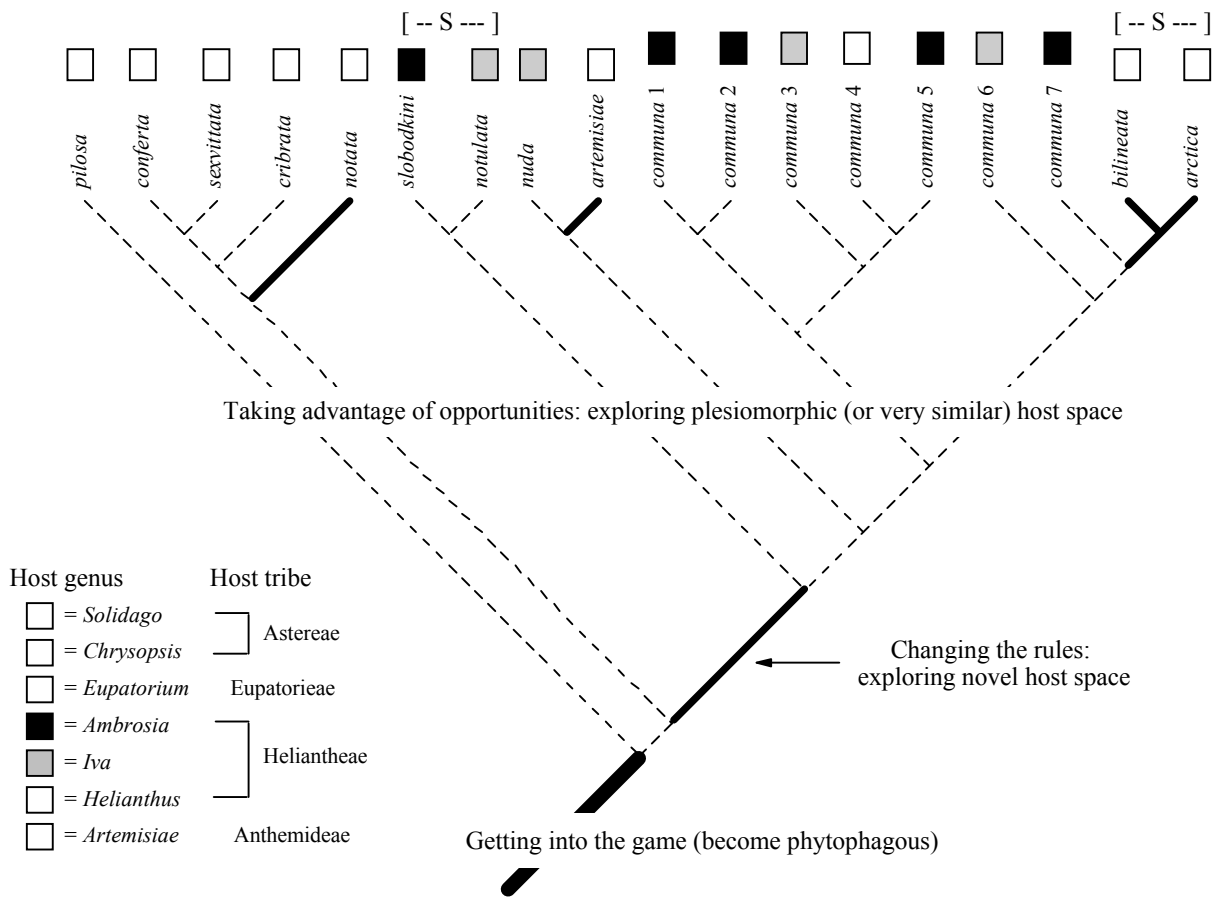 [ -- S --- ]
[ -- S --- ]
pilosa
conferta
sexvittata
cribrata
notata
slobodkini
notulata
nuda
artemisiae
communa 1
communa 2
communa 3
communa 4
communa 5
communa 6
communa 7
bilineata
arctica
Taking advantage of opportunities: exploring plesiomorphic (or very similar) host space
Host genus
Host tribe
= Solidago
= Chrysopsis
Astereae
= Eupatorium
Eupatorieae
= Ambrosia
= Iva
= Helianthus
Heliantheae
= Artemisiae
Anthemideae
Changing the rules:
exploring novel host space
Getting into the game (become phytophagous)